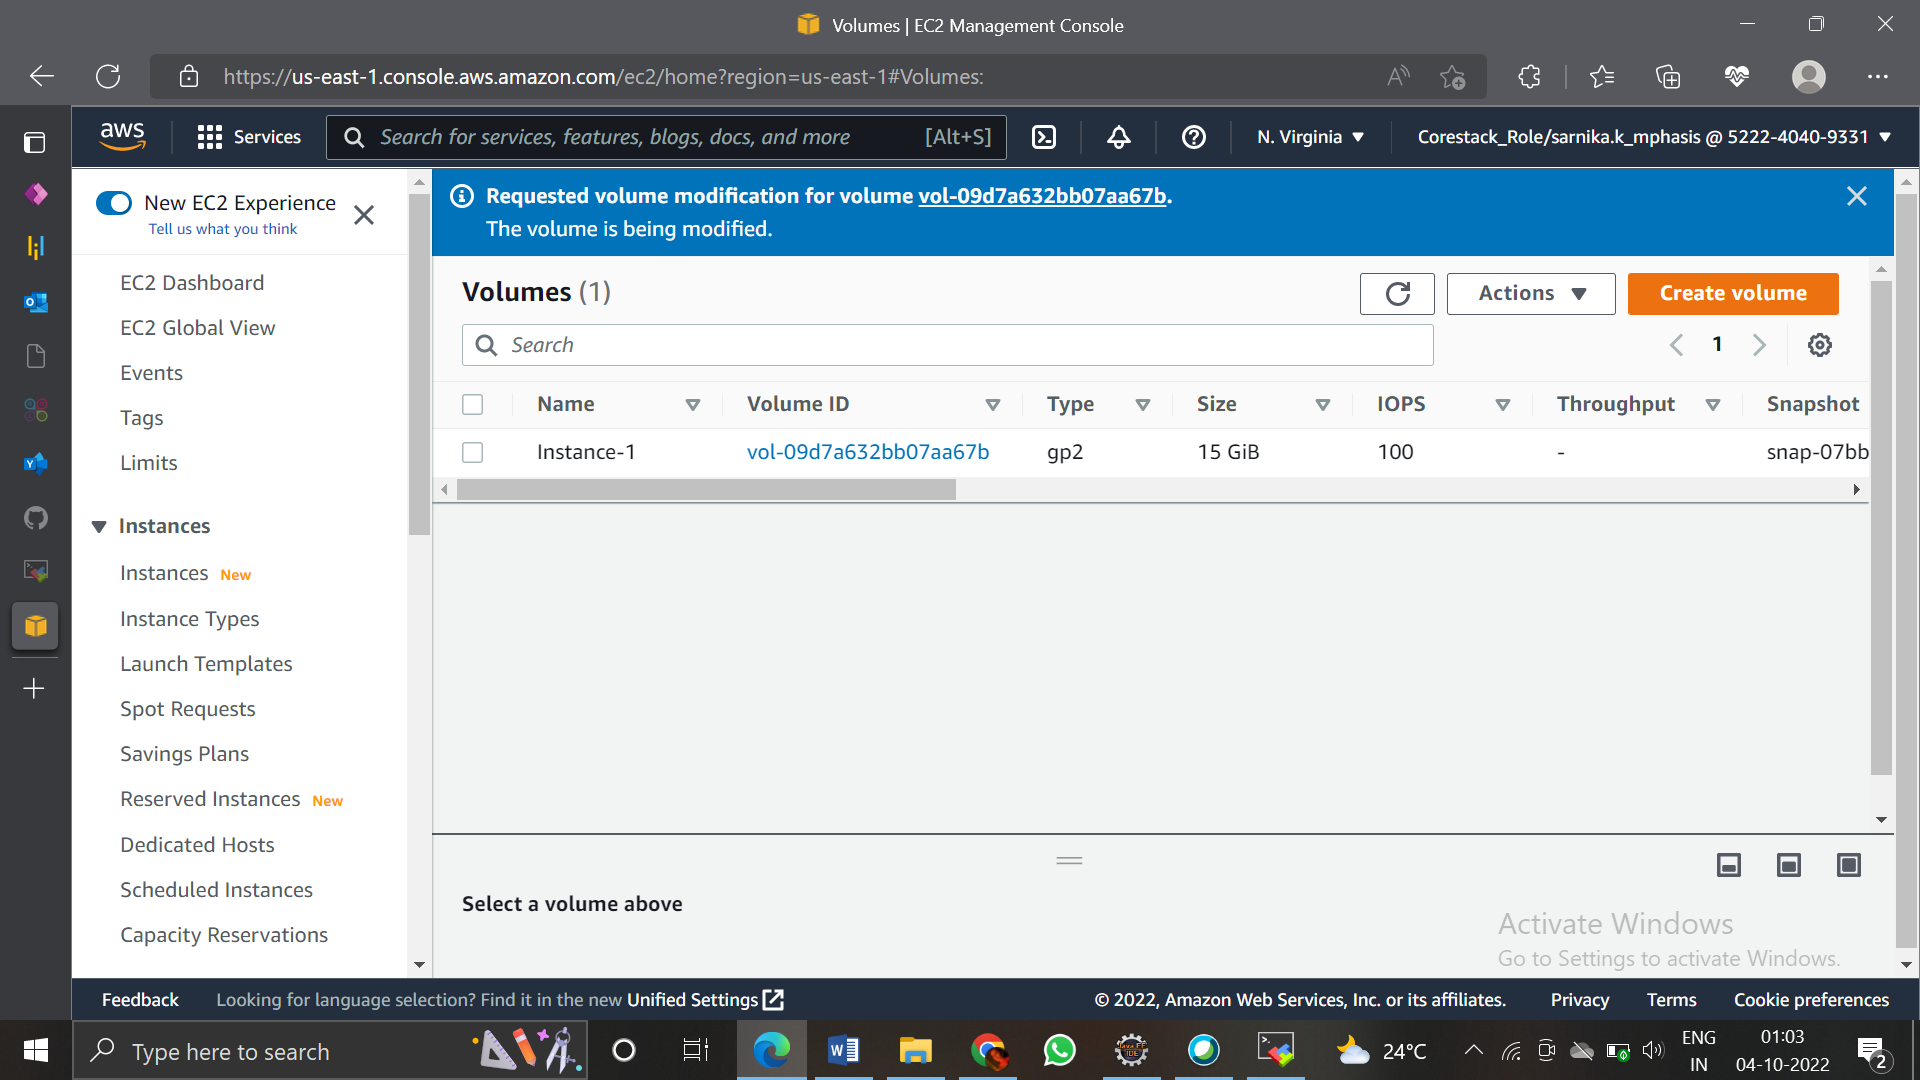 Volumes | EC2 Management Console
https://us-east-1.console.aws.amazon.com/ec2/home?region=us-east-1#Volumes:
aws
Services
Search for services, features, blogs, docs, and more
[Alt+S]
N. Virginia
Corestack_Role/sarnika.k_mphasis @ 5222-4040-9331
New EC2 Experience
Tell us what you think
EC2 Dashboard
EC2 Global View
Events
Tags
Limits
Instances
Instances New
Instance Types
Launch Templates
Spot Requests
Savings Plans
Reserved Instances New
Dedicated Hosts
Scheduled Instances
Capacity Reservations
Requested volume modification for volume vol-09d7a632bb07aa67b.
The volume is being modified.
Volumes (1)
Actions
Create volume
Search
1
Name Volume ID Type Size IOPS Throughput Snapshot
Instance-1 vol-09d7a632bb07aa67b gp2 15 GiB 100 - snap-07bb
Select a volume above
Activate Windows
Go to Settings to activate Windows.
Feedback
Looking for language selection? Find it in the new Unified Settings
© 2022, Amazon Web Services, Inc. or its affiliates.
Privacy
Terms
Cookie preferences
Type here to search
24°C
ENG
IN
01:03
04-10-2022
2